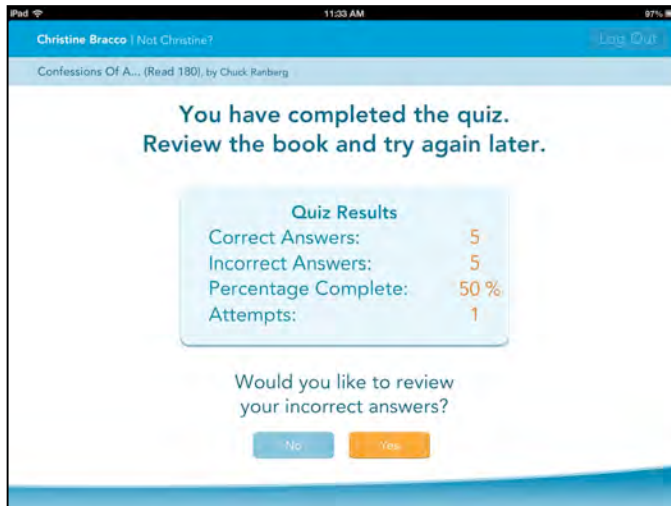 iPad 11:33 AM 97%
Christine Bracco | Not Christine? Log Out
Confessions Of A... (Read 180), by Chuck Ranberg
You have completed the quiz.
Review the book and try again later.
Quiz Results
Correct Answers: 5
Incorrect Answers: 5
Percentage Complete: 50 %
Attempts: 1
Would you like to review
your incorrect answers?
No Yes